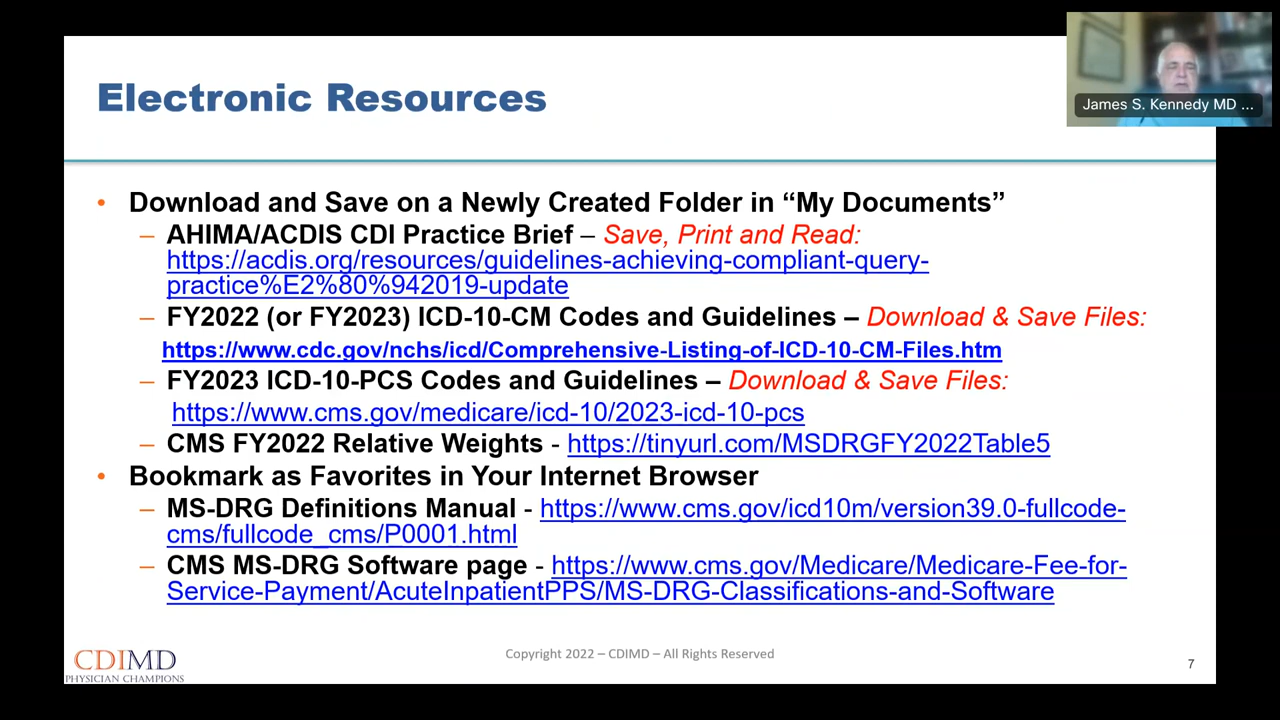 James S. Kennedy MD ...
Electronic Resources
• Download and Save on a Newly Created Folder in “My Documents”
– AHIMA/ACDIS CDI Practice Brief – Save, Print and Read:
https://acdis.org/resources/guidelines-achieving-compliant-query-
practice%E2%80%942019-update
– FY2022 (or FY2023) ICD-10-CM Codes and Guidelines – Download & Save Files:
https://www.cdc.gov/nchs/icd/Comprehensive-Listing-of-ICD-10-CM-Files.htm
– FY2023 ICD-10-PCS Codes and Guidelines – Download & Save Files:
https://www.cms.gov/medicare/icd-10/2023-icd-10-pcs
– CMS FY2022 Relative Weights - https://tinyurl.com/MSDRGFY2022Table5
• Bookmark as Favorites in Your Internet Browser
– MS-DRG Definitions Manual - https://www.cms.gov/icd10m/version39.0-fullcode-
cms/fullcode_cms/P0001.html
– CMS MS-DRG Software page - https://www.cms.gov/Medicare/Medicare-Fee-for-
Service-Payment/AcuteInpatientPPS/MS-DRG-Classifications-and-Software
CDIMD
PHYSICIAN CHAMPIONS
Copyright 2022 – CDIMD – All Rights Reserved
7